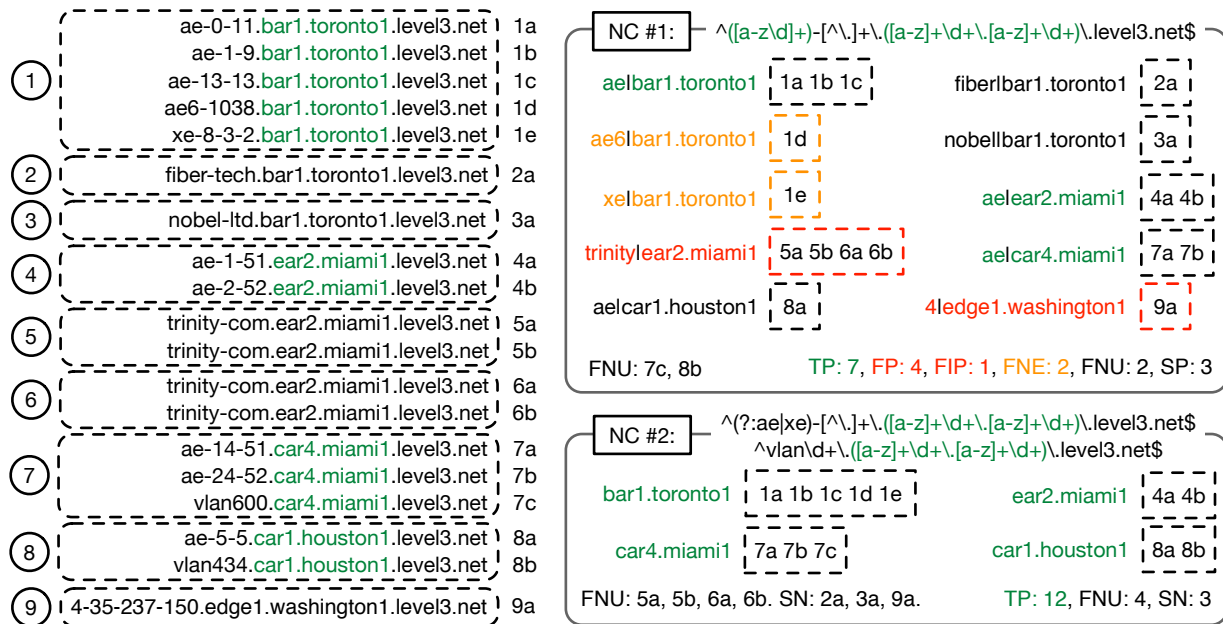 1
ae-0-11.bar1.toronto1.level3.net 1a
ae-1-9.bar1.toronto1.level3.net 1b
ae-13-13.bar1.toronto1.level3.net 1c
ae6-1038.bar1.toronto1.level3.net 1d
xe-8-3-2.bar1.toronto1.level3.net 1e
2 fiber-tech.bar1.toronto1.level3.net 2a
3 nobel-ltd.bar1.toronto1.level3.net 3a
4
ae-1-51.ear2.miami1.level3.net 4a
ae-2-52.ear2.miami1.level3.net 4b
5
trinity-com.ear2.miami1.level3.net 5a
trinity-com.ear2.miami1.level3.net 5b
6
trinity-com.ear2.miami1.level3.net 6a
trinity-com.ear2.miami1.level3.net 6b
7
ae-14-51.car4.miami1.level3.net 7a
ae-24-52.car4.miami1.level3.net 7b
vlan600.car4.miami1.level3.net 7c
8
ae-5-5.car1.houston1.level3.net 8a
vlan434.car1.houston1.level3.net 8b
9 4-35-237-150.edge1.washington1.level3.net 9a
NC #1: ^([a-z\d]+)-[^\.]+\.([a-z]+\d+\.[a-z]+\d+)\.level3.net$
ae|bar1.toronto1 1a 1b 1c fiber|bar1.toronto1 2a
ae6|bar1.toronto1 1d nobel|bar1.toronto1 3a
xe|bar1.toronto1 1e ae|ear2.miami1 4a 4b
trinity|ear2.miami1 5a 5b 6a 6b ae|car4.miami1 7a 7b
ae|car1.houston1 8a 4|edge1.washington1 9a
FNU: 7c, 8b TP: 7, FP: 4, FIP: 1, FNE: 2, FNU: 2, SP: 3
NC #2: ^(?:ae|xe)-[^\.]+\.([a-z]+\d+\.[a-z]+\d+)\.level3.net$
^vlan\d+\.([a-z]+\d+\.[a-z]+\d+)\.level3.net$
bar1.toronto1 1a 1b 1c 1d 1e ear2.miami1 4a 4b
car4.miami1 7a 7b 7c car1.houston1 8a 8b
FNU: 5a, 5b, 6a, 6b. SN: 2a, 3a, 9a. TP: 12, FNU: 4, SN: 3